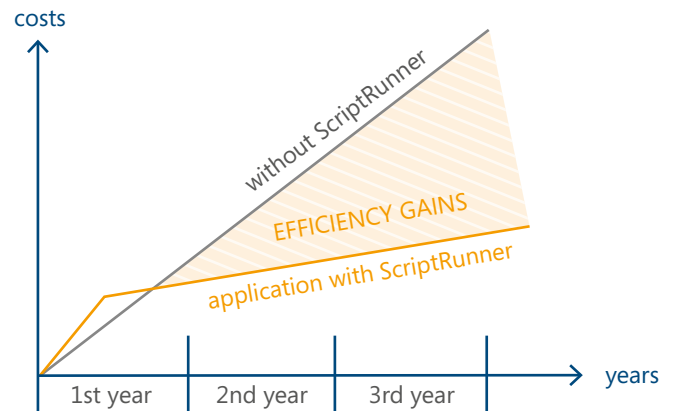 costs
without ScriptRunner
EFFICIENCY GAINS
application with ScriptRunner
years
1st year
2nd year
3rd year